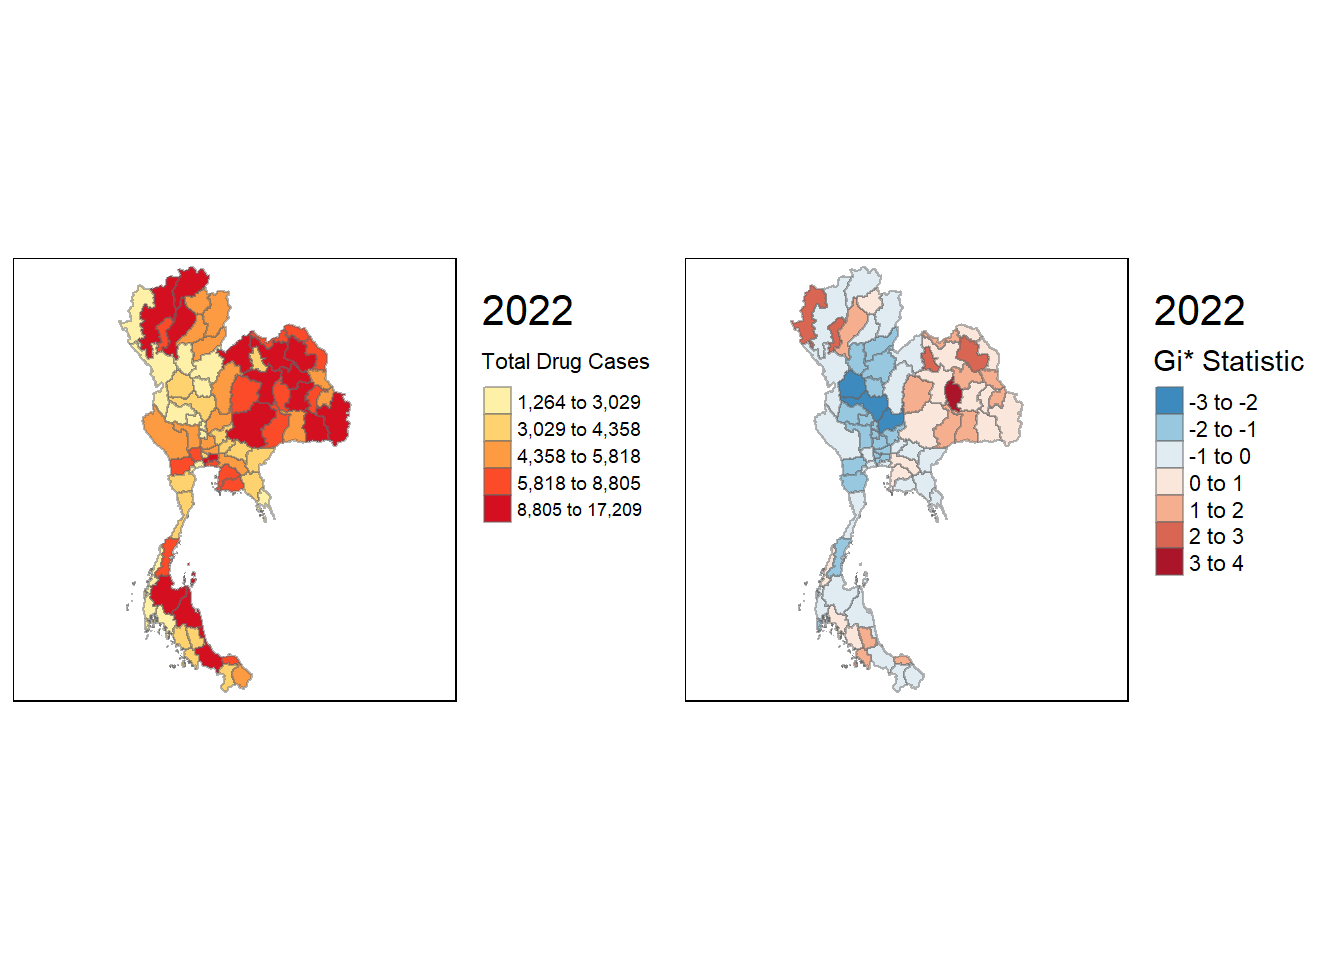 2022
Total Drug Cases
1,264 to 3,029
3,029 to 4,358
4,358 to 5,818
5,818 to 8,805
8,805 to 17,209
2022
Gi* Statistic
-3 to -2
-2 to -1
-1 to 0
0 to 1
1 to 2
2 to 3
3 to 4